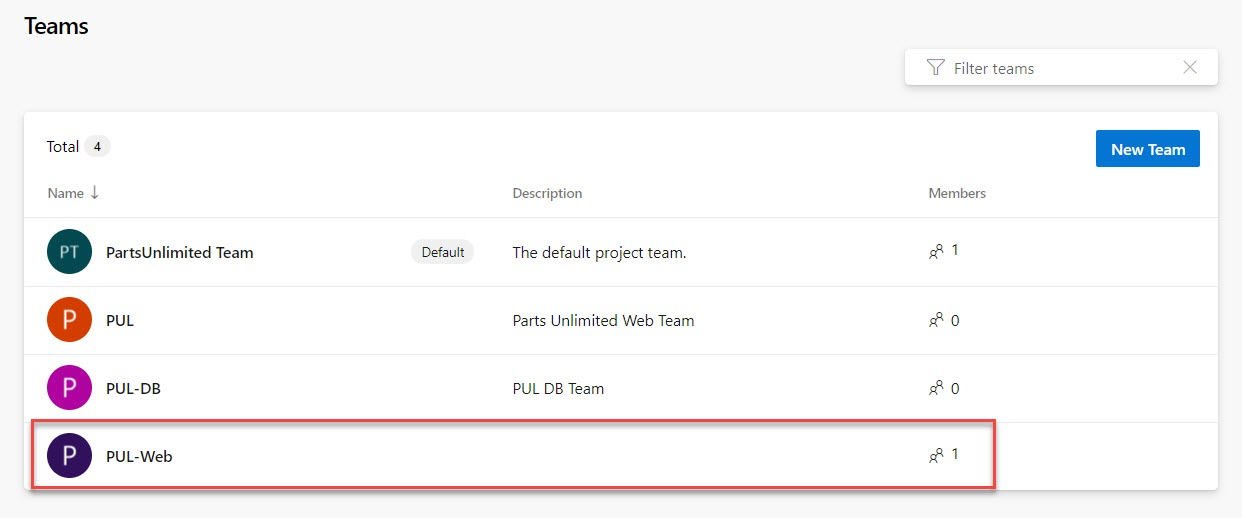 Teams
Filter teams
Total 4
New Team
Name ↓ Description Members
PT PartsUnlimited Team Default The default project team. 1
P PUL Parts Unlimited Web Team 0
P PUL-DB PUL DB Team 0
P PUL-Web 1